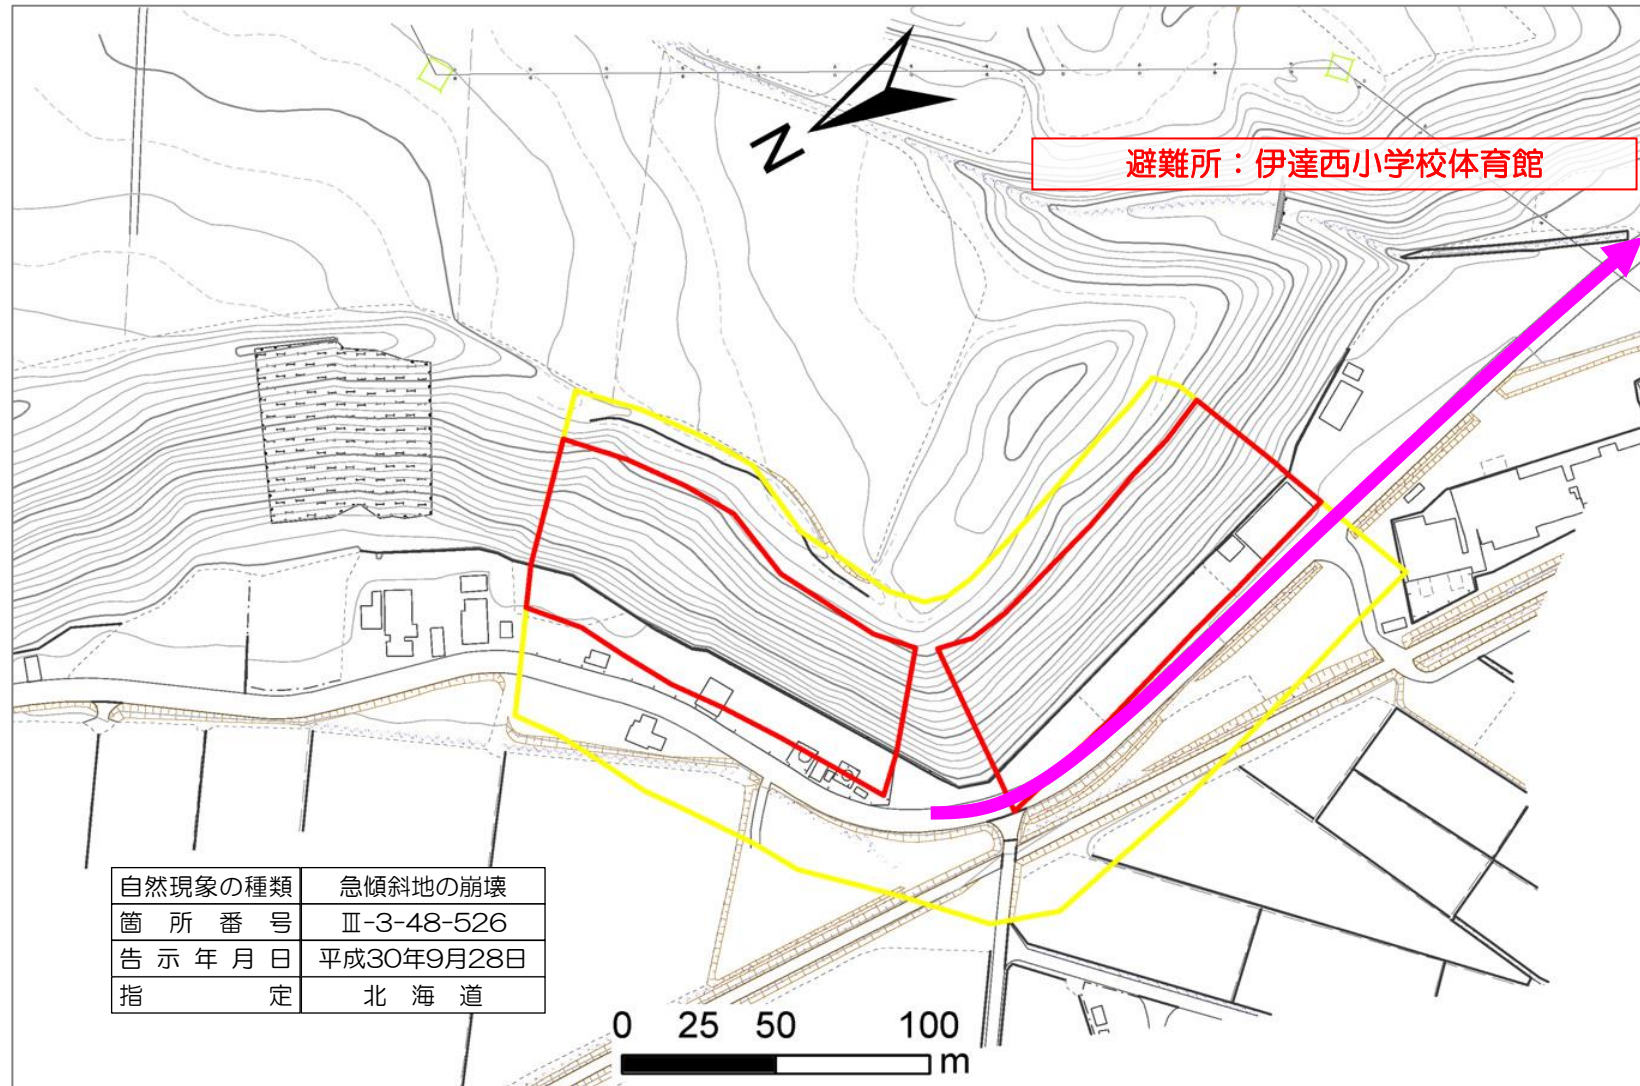 N
避難所：伊達西小学校体育館
自然現象の種類 急傾斜地の崩壊
箇所番号 Ⅲ-3-48-526
告示年月日 平成30年9月28日
指定 北海道
0 25 50 100
m